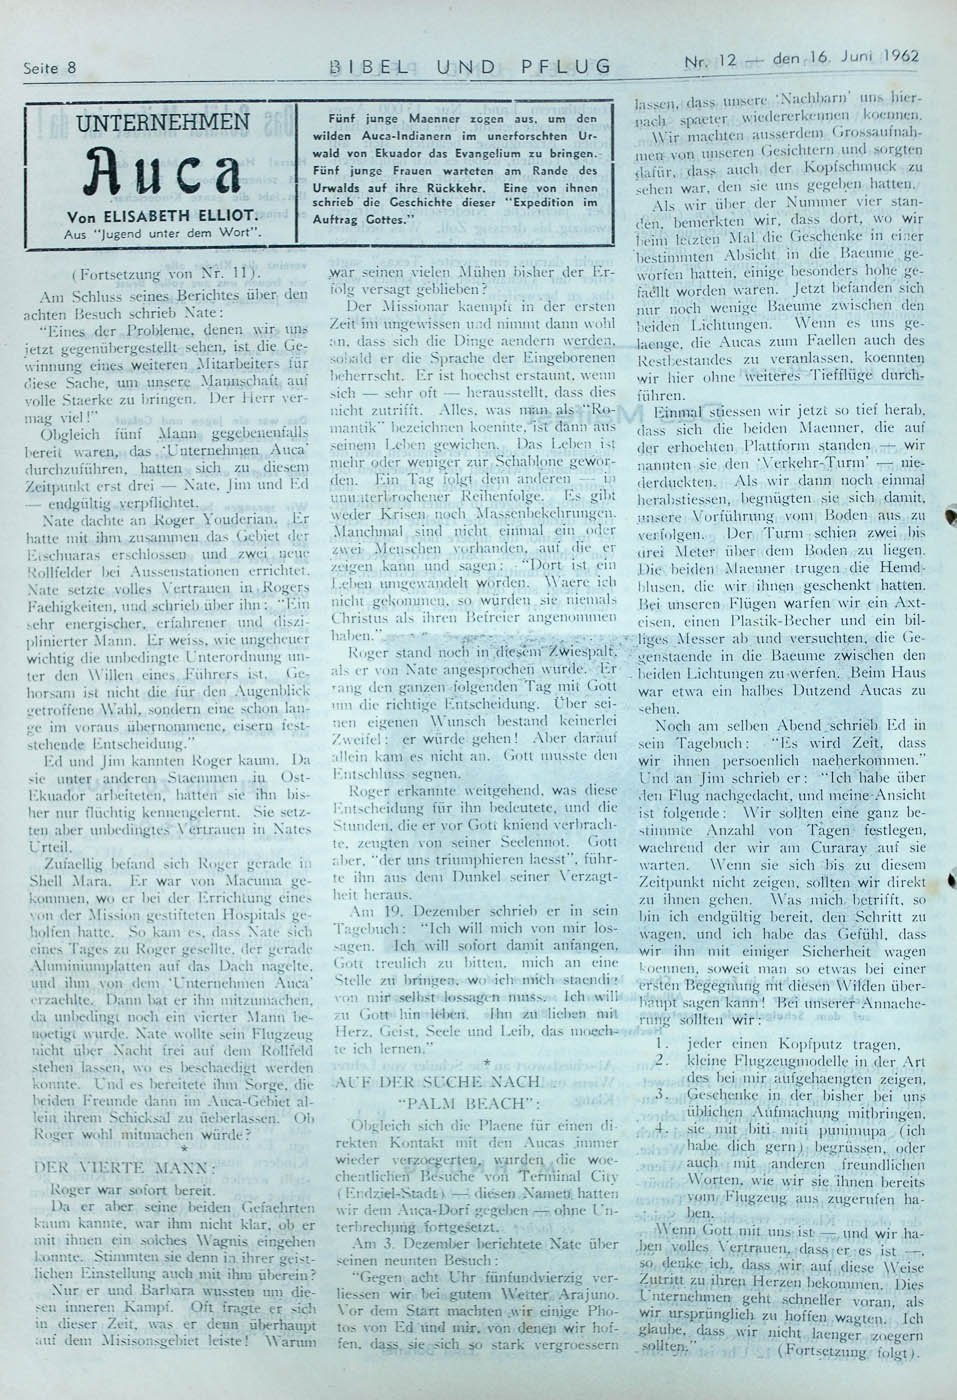 Seite 8
BIBEL UND PFLUG
Nr. 12 — den 16. Juni 1962
UNTERNEHMEN
Auca
Von ELISABETH ELLIOT.
Aus "Jugend unter dem Wort".
Fünf junge Maenner zogen aus, um den
wilden Auca-Indianern im unerforschten Ur-
wald von Ekuador das Evangelium zu bringen.
Fünf junge Frauen warteten am Rande des
Urwalds auf ihre Rückkehr. Eine von ihnen
schrieb die Geschichte dieser "Expedition im
Auftrag Gottes."
(Fortsetzung von Nr. 11).
Am Schluss seines Berichtes über den
achten Besuch schrieb Nate:
"Eines der Probleme, denen wir uns
jetzt gegenübergestellt sehen, ist die Ge-
winnung eines weiteren Mitarbeiters für
diese Sache, um unsere Mannschaft auf
volle Staerke zu bringen. Der Herr ver-
mag viel!"
Obgleich fünf Mann gegebenenfalls
bereit waren, das 'Unternehmen Auca'
durchzuführen, hatten sich zu diesem
Zeitpunkt erst drei — Nate, Jim und Ed
— endgültig verpflichtet.
Nate dachte an Roger Youderian. Er
hatte mit ihm zusammen das Gebiet der
Atschuaras erschlossen und zwei neue
Rollfelder bei Aussenstationen errichtet.
Nate setzte volles Vertrauen in Rogers
Faehigkeiten, und schrieb über ihn: "Ein
sehr energischer, erfahrener und diszi-
plinierter Mann. Er weiss, wie ungeheuer
wichtig die unbedingte Unterordnung un-
ter den Willen eines Führers ist. Ge-
horsam ist nicht die für den Augenblick
getroffene Wahl, sondern eine schon lan-
ge im voraus übernommene, eisern fest-
stehende Entscheidung."
Ed und Jim kannten Roger kaum. Da
sie unter anderen Staemmen in Ost-
Ekuador arbeiteten, hatten sie ihn bis-
her nur flüchtig kennengelernt. Sie setz-
ten aber unbedingtes Vertrauen in Nates
Urteil.
Zufaellig befand sich Roger gerade in
Shell Mara. Er war von Macuma ge-
kommen, wo er bei der Errichtung eines
von der Mission gestifteten Hospitals ge-
holfen hatte. So kam es, dass Nate sich
eines Tages zu Roger gesellte, der gerade
Aluminiumplatten auf das Dach nagelte,
und ihm von dem 'Unternehmen Auca'
erzaehlte. Dann bat er ihn mitzumachen,
da unbedingt noch ein vierter Mann be-
noetigt wurde. Nate wollte sein Flugzeug
nicht über Nacht frei auf dem Rollfeld
stehen lassen, wo es beschaedigt werden
konnte. Und es bereitete ihm Sorge, die
beiden Freunde dann im Auca-Gebiet al-
lein ihrem Schicksal zu üeberlassen. Ob
Roger wohl mitmachen würde?
*
DER VIERTE MANN:
Roger war sofort bereit.
Da er aber seine beiden Gefaehrten
kaum kannte, war ihm nicht klar, ob er
mit ihnen ein solches Wagnis eingehen
konnte. Stimmten sie denn in ihrer geist-
lichen Einstellung auch mit ihm überein?
Nur er und Barbara wussten um die-
sen inneren Kampf. Oft fragte er sich
in dieser Zeit, was er denn überhaupt
auf dem Misisonsgebiet leiste! Warum
war seinen vielen Mühen bisher der Er-
folg versagt geblieben?
Der Missionar kaempft in der ersten
Zeit im ungewissen und nimmt dann wohl
an, dass sich die Dinge aendern werden,
sobald er die Sprache der Eingeborenen
beherrscht. Er ist hoechst erstaunt, wenn
sich — sehr oft — herausstellt, dass dies
nicht zutrifft. Alles, was man als "Ro-
mantik" bezeichnen koennte, ist dann aus
seinem Leben gewichen. Das Leben ist
mehr oder weniger zur Schablone gewor-
den. Ein Tag folgt dem anderen — in
ununterbrochener Reihenfolge. Es gibt
weder Krisen noch Massenbekehrungen.
Manchmal sind nicht einmal ein oder
zwei Menschen vorhanden, auf die er
zeigen kann und sagen: "Dort ist ein
Leben umgewandelt worden. Waere ich
nicht gekommen, so würden sie niemals
Christus als ihren Befreier angenommen
haben."
Roger stand noch in diesem Zwiespalt,
als er von Nate angesprochen wurde. Er
rang den ganzen folgenden Tag mit Gott
um die richtige Entscheidung. Über sei-
nen eigenen Wunsch bestand keinerlei
Zweifel: er würde gehen! Aber darauf
allein kam es nicht an. Gott musste den
Entschluss segnen.
Roger erkannte weitgehend, was diese
Entscheidung für ihn bedeutete, und die
Stunden, die er vor Gott kniend verbrach-
te, zeugten von seiner Seelennot. Gott
aber, "der uns triumphieren laesst", führ-
te ihn aus dem Dunkel seiner Verzagt-
heit heraus.
Am 19. Dezember schrieb er in sein
Tagebuch: "Ich will mich von mir los-
sagen. Ich will sofort damit anfangen,
Gott treulich zu bitten, mich an eine
Stelle zu bringen, wo ich mich staendig
von mir selbst lossagen muss. Ich will
zu Gott hin leben. Ihn zu lieben mit
Herz, Geist, Seele und Leib, das moech-
te ich lernen."
*
AUF DER SUCHE NACH
"PALM BEACH":
Obgleich sich die Plaene für einen di-
rekten Kontakt mit den Aucas immer
wieder verzoegerten, wurden die woe-
chentlichen Besuche von Terminal City
(Endziel-Stadt) — diesen Namen hatten
wir dem Auca-Dorf gegeben — ohne Un-
terbrechung fortgesetzt.
Am 3. Dezember berichtete Nate über
seinen neunten Besuch:
"Gegen acht Uhr fünfundvierzig ver-
liessen wir bei gutem Wetter Arajuno.
Vor dem Start machten wir einige Pho-
tos von Ed und mir, von denen wir hof-
fen, dass sie sich so stark vergroessern
lassen, dass unsere 'Nachbarn' uns hier-
nach spaeter wiedererkennen koennen.
Wir machten ausserdem Grossaufnah-
men von unseren Gesichtern und sorgten
dafür, dass auch der Kopfschmuck zu
sehen war, den sie uns gegeben hatten.
Als wir über der Nummer vier stan-
den, bemerkten wir, dass dort, wo wir
beim letzten Mal die Geschenke in einer
bestimmten Absicht in die Baeume ge-
worfen hatten, einige besonders hohe ge-
faellt worden waren. Jetzt befanden sich
nur noch wenige Baeume zwischen den
beiden Lichtungen. Wenn es uns ge-
laenge, die Aucas zum Faellen auch des
Restbestandes zu veranlassen, koennten
wir hier ohne weiteres Tiefflüge durch-
führen.
Einmal stiessen wir jetzt so tief herab,
dass sich die beiden Maenner, die auf
der erhoehten Plattform standen — wir
nannten sie den 'Verkehr-Turm' — nie-
derduckten. Als wir dann noch einmal
herabstiessen, begnügten sie sich damit,
unsere Vorführung vom Boden aus zu
verfolgen. Der Turm schien zwei bis
drei Meter über dem Boden zu liegen.
Die beiden Maenner trugen die Hemd-
blusen, die wir ihnen geschenkt hatten.
Bei unseren Flügen warfen wir ein Axt-
eisen, einen Plastik-Becher und ein bil-
liges Messer ab und versuchten, die Ge-
genstaende in die Baeume zwischen den
beiden Lichtungen zu werfen. Beim Haus
war etwa ein halbes Dutzend Aucas zu
sehen.
Noch am selben Abend schrieb Ed in
sein Tagebuch: "Es wird Zeit, dass
wir ihnen persoenlich naeherkommen."
Und an Jim schrieb er: "Ich habe über
den Flug nachgedacht, und meine Ansicht
ist folgende: Wir sollten eine ganz be-
stimmte Anzahl von Tagen festlegen,
waehrend der wir am Curaray auf sie
warten. Wenn sie sich bis zu diesem
Zeitpunkt nicht zeigen, sollten wir direkt
zu ihnen gehen. Was mich betrifft, so
bin ich endgültig bereit, den Schritt zu
wagen, und ich habe das Gefühl, dass
wir ihn mit einiger Sicherheit wagen
koennen, soweit man so etwas bei einer
ersten Begegnung mt diesen Wilden über-
haupt sagen kann! Bei unserer Annaehe-
rung sollten wir:
1. jeder einen Kopfputz tragen,
2. kleine Flugzeugmodelle in der Art
des bei mir aufgehaengten zeigen,
3. Geschenke in der bisher bei uns
üblichen Aufmachung mitbringen,
4. sie mit biti miti punimupa (ich
habe dich gern) begrüssen, oder
auch mit anderen freundlichen
Worten, wie wir sie ihnen bereits
vom Flugzeug aus zugerufen ha-
ben.
Wenn Gott mit uns ist — und wir ha-
ben volles Vertrauen, dass er es ist —,
so denke ich, dass wir auf diese Weise
Zutritt zu ihren Herzen bekommen. Dies
Unternehmen geht schneller voran, als
wir ursprünglich zu hoffen wagten. Ich
glaube, dass wir nicht laenger zoegern
sollten."
(Fortsetzung folgt).